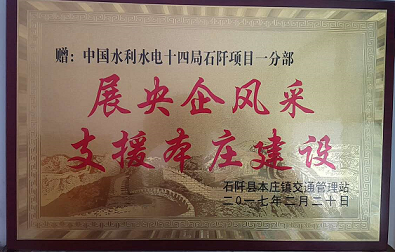 赠：中国水利水电十四局石阡项目一分部
展央企风采
支援本庄建设
石阡县本庄镇交通管理站
二〇一七年二月二十日